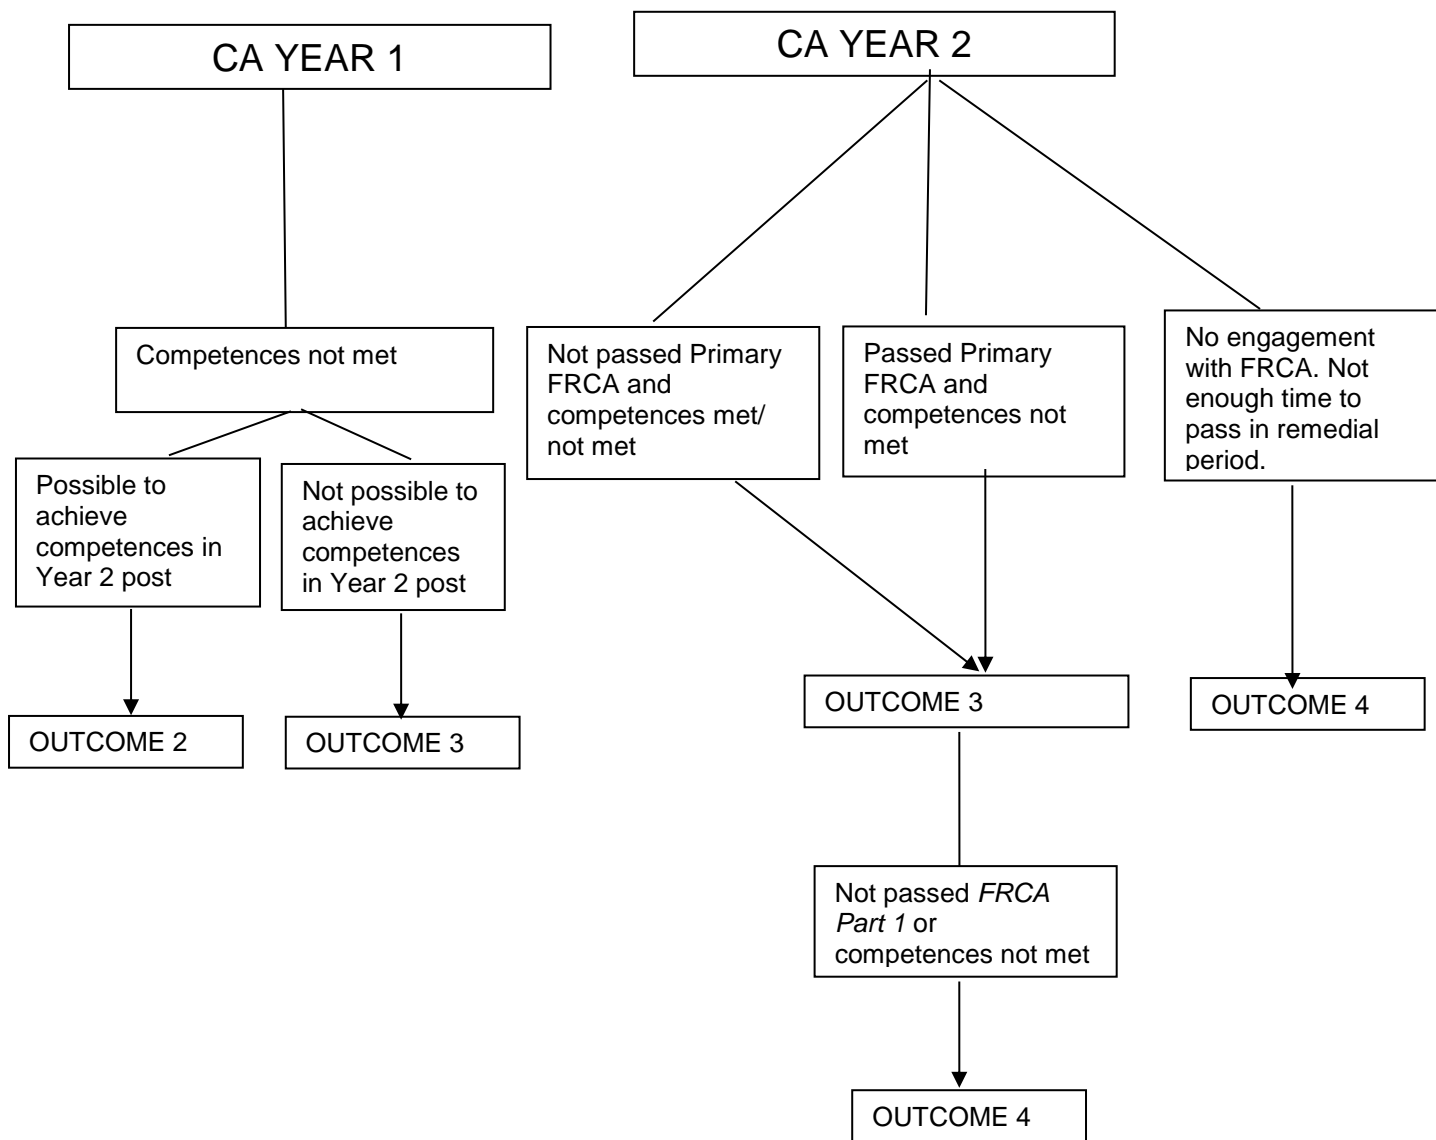 CA YEAR 1
CA YEAR 2
Competences not met
Not passed Primary
FRCA and
competences met/
not met
Passed Primary
FRCA and
competences not
met
No engagement
with FRCA. Not
enough time to
pass in remedial
period.
Possible to
achieve
competences in
Year 2 post
Not possible to
achieve
competences
in Year 2 post
OUTCOME 2
OUTCOME 3
OUTCOME 3
OUTCOME 4
Not passed FRCA
Part 1 or
competences not met
OUTCOME 4